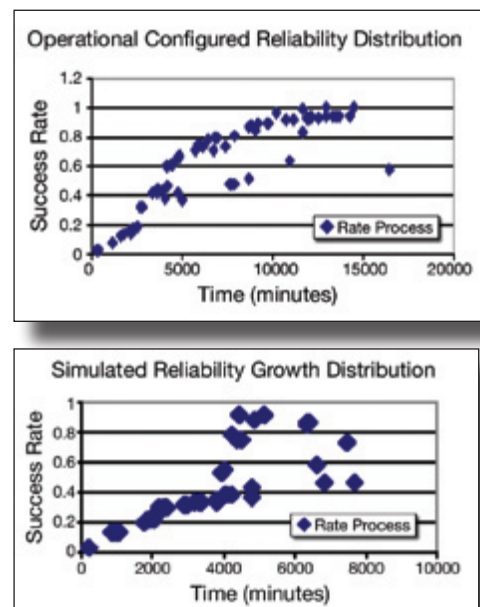 Operational Configured Reliability Distribution
1.2
1
0.8
0.6
0.4
0.2
0
Success Rate
Rate Process
0 5000 10000 15000 20000
Time (minutes)
Simulated Reliability Growth Distribution
1
0.8
0.6
0.4
0.2
0
Success Rate
Rate Process
0 2000 4000 6000 8000 10000
Time (minutes)